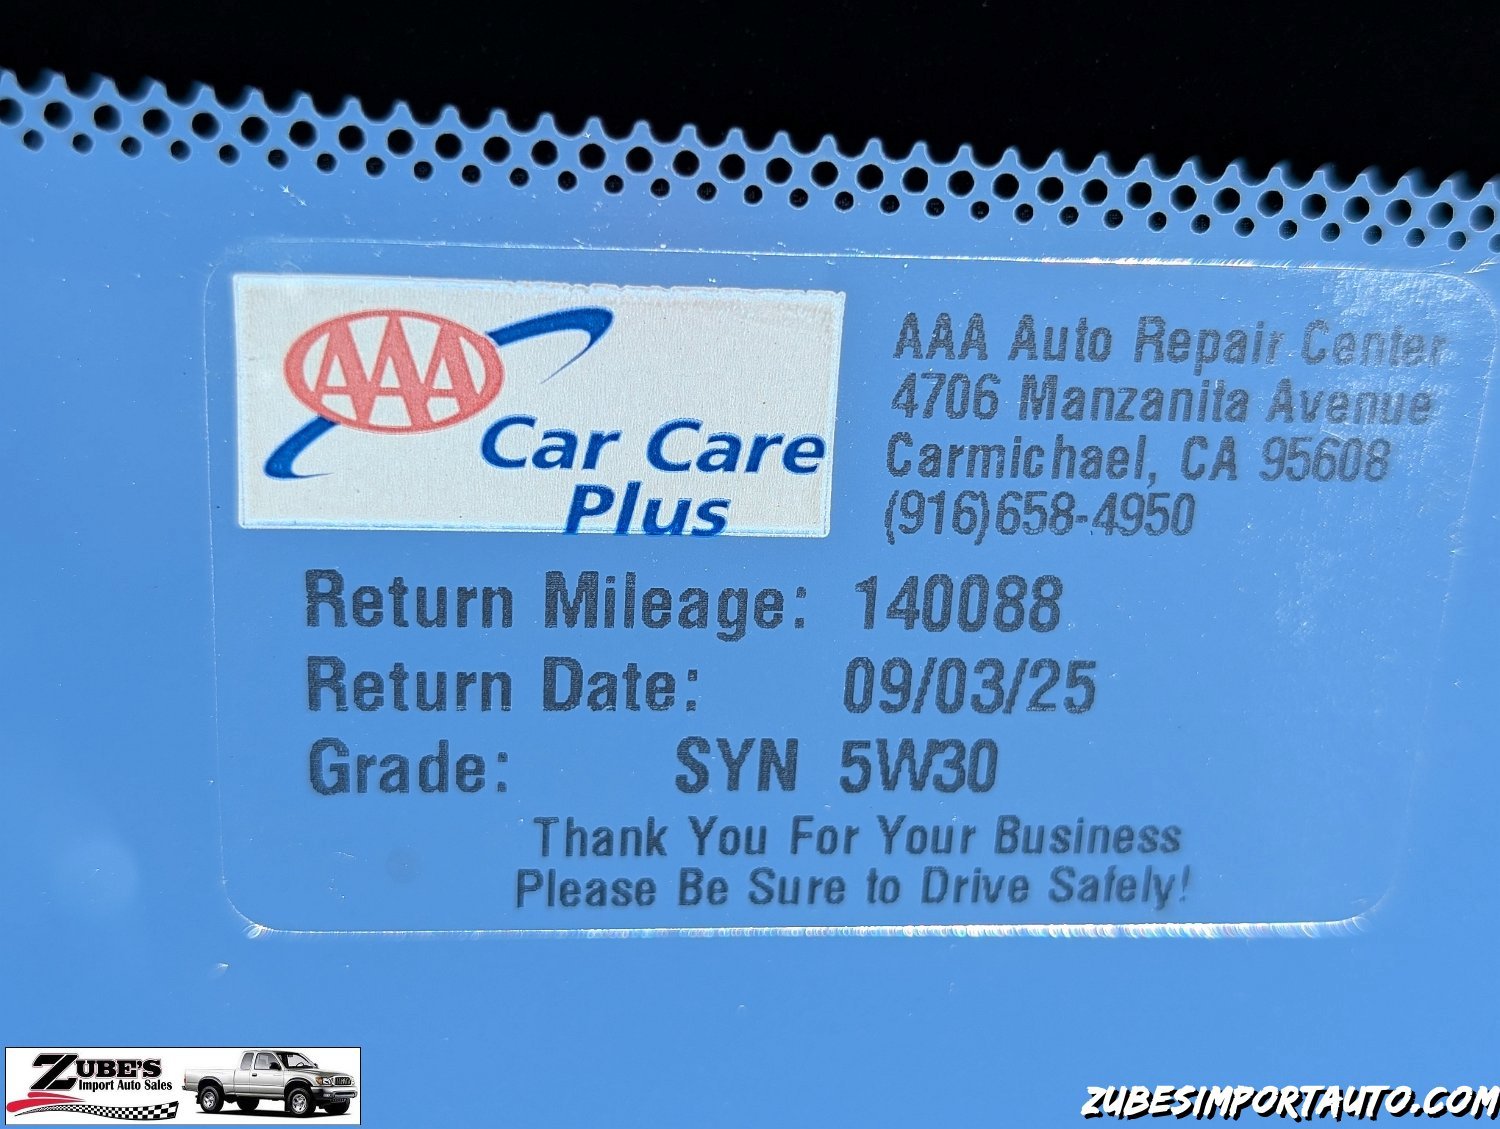 AAA
Car Care
Plus
AAA Auto Repair Center
4706 Manzanita Avenue
Carmichael, CA 95608
(916)658-4950
Return Mileage: 140088
Return Date: 09/03/25
Grade: SYN 5W30
Thank You For Your Business
Please Be Sure to Drive Safely!
ZUBE'S
Import Auto Sales
ZUBESIMPORTAUTO.COM